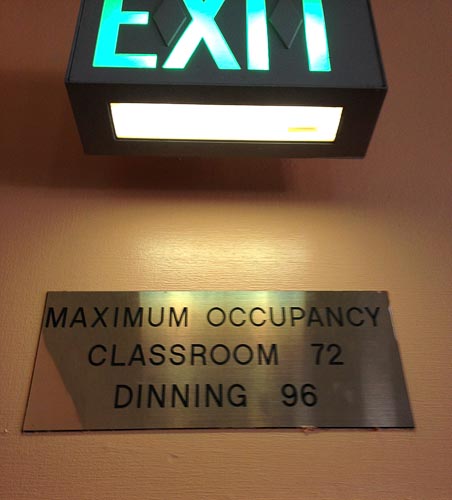 EXIT
MAXIMUM OCCUPANCY
CLASSROOM 72
DINNING 96